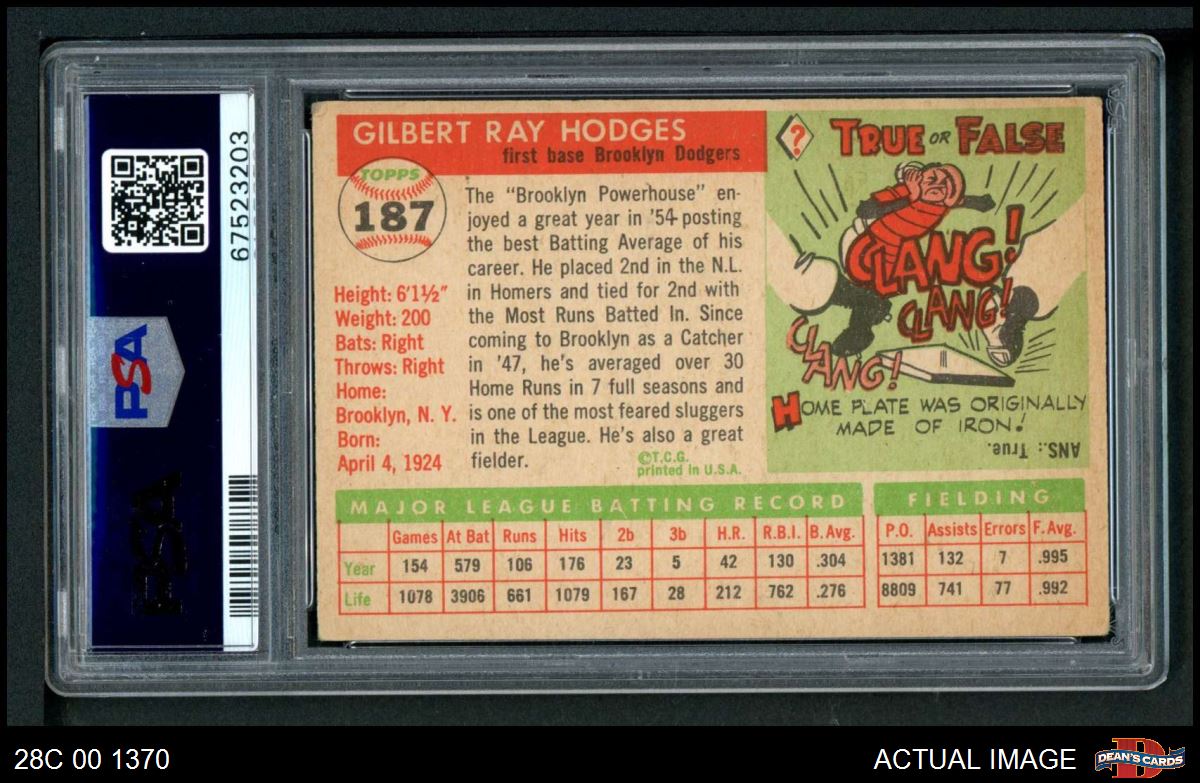 67523203
PSA
PSA
GILBERT RAY HODGES
first base Brooklyn Dodgers
TOPPS
187
Height: 6'1½"
Weight: 200
Bats: Right
Throws: Right
Home:
Brooklyn, N. Y.
Born:
April 4, 1924
The "Brooklyn Powerhouse" en-
joyed a great year in '54 posting
the best Batting Average of his
career. He placed 2nd in the N.L.
in Homers and tied for 2nd with
the Most Runs Batted In. Since
coming to Brooklyn as a Catcher
in '47, he's averaged over 30
Home Runs in 7 full seasons and
is one of the most feared sluggers
in the League. He's also a great
fielder.
©T.C.G.
printed in U.S.A.
? TRUE OR FALSE
CLANG!
CLANG!
CLANG!
HOME PLATE WAS ORIGINALLY
MADE OF IRON!
ANS.: True.
MAJOR LEAGUE BATTING RECORD
Games At Bat Runs Hits 2b 3b H.R. R.B.I. B. Avg.
Year 154 579 106 176 23 5 42 130 .304
Life 1078 3906 661 1079 167 28 212 762 .276
FIELDING
P.O. Assists Errors F. Avg.
1381 132 7 .995
8809 741 77 .992
28C 00 1370
ACTUAL IMAGE
DEAN'S CARDS